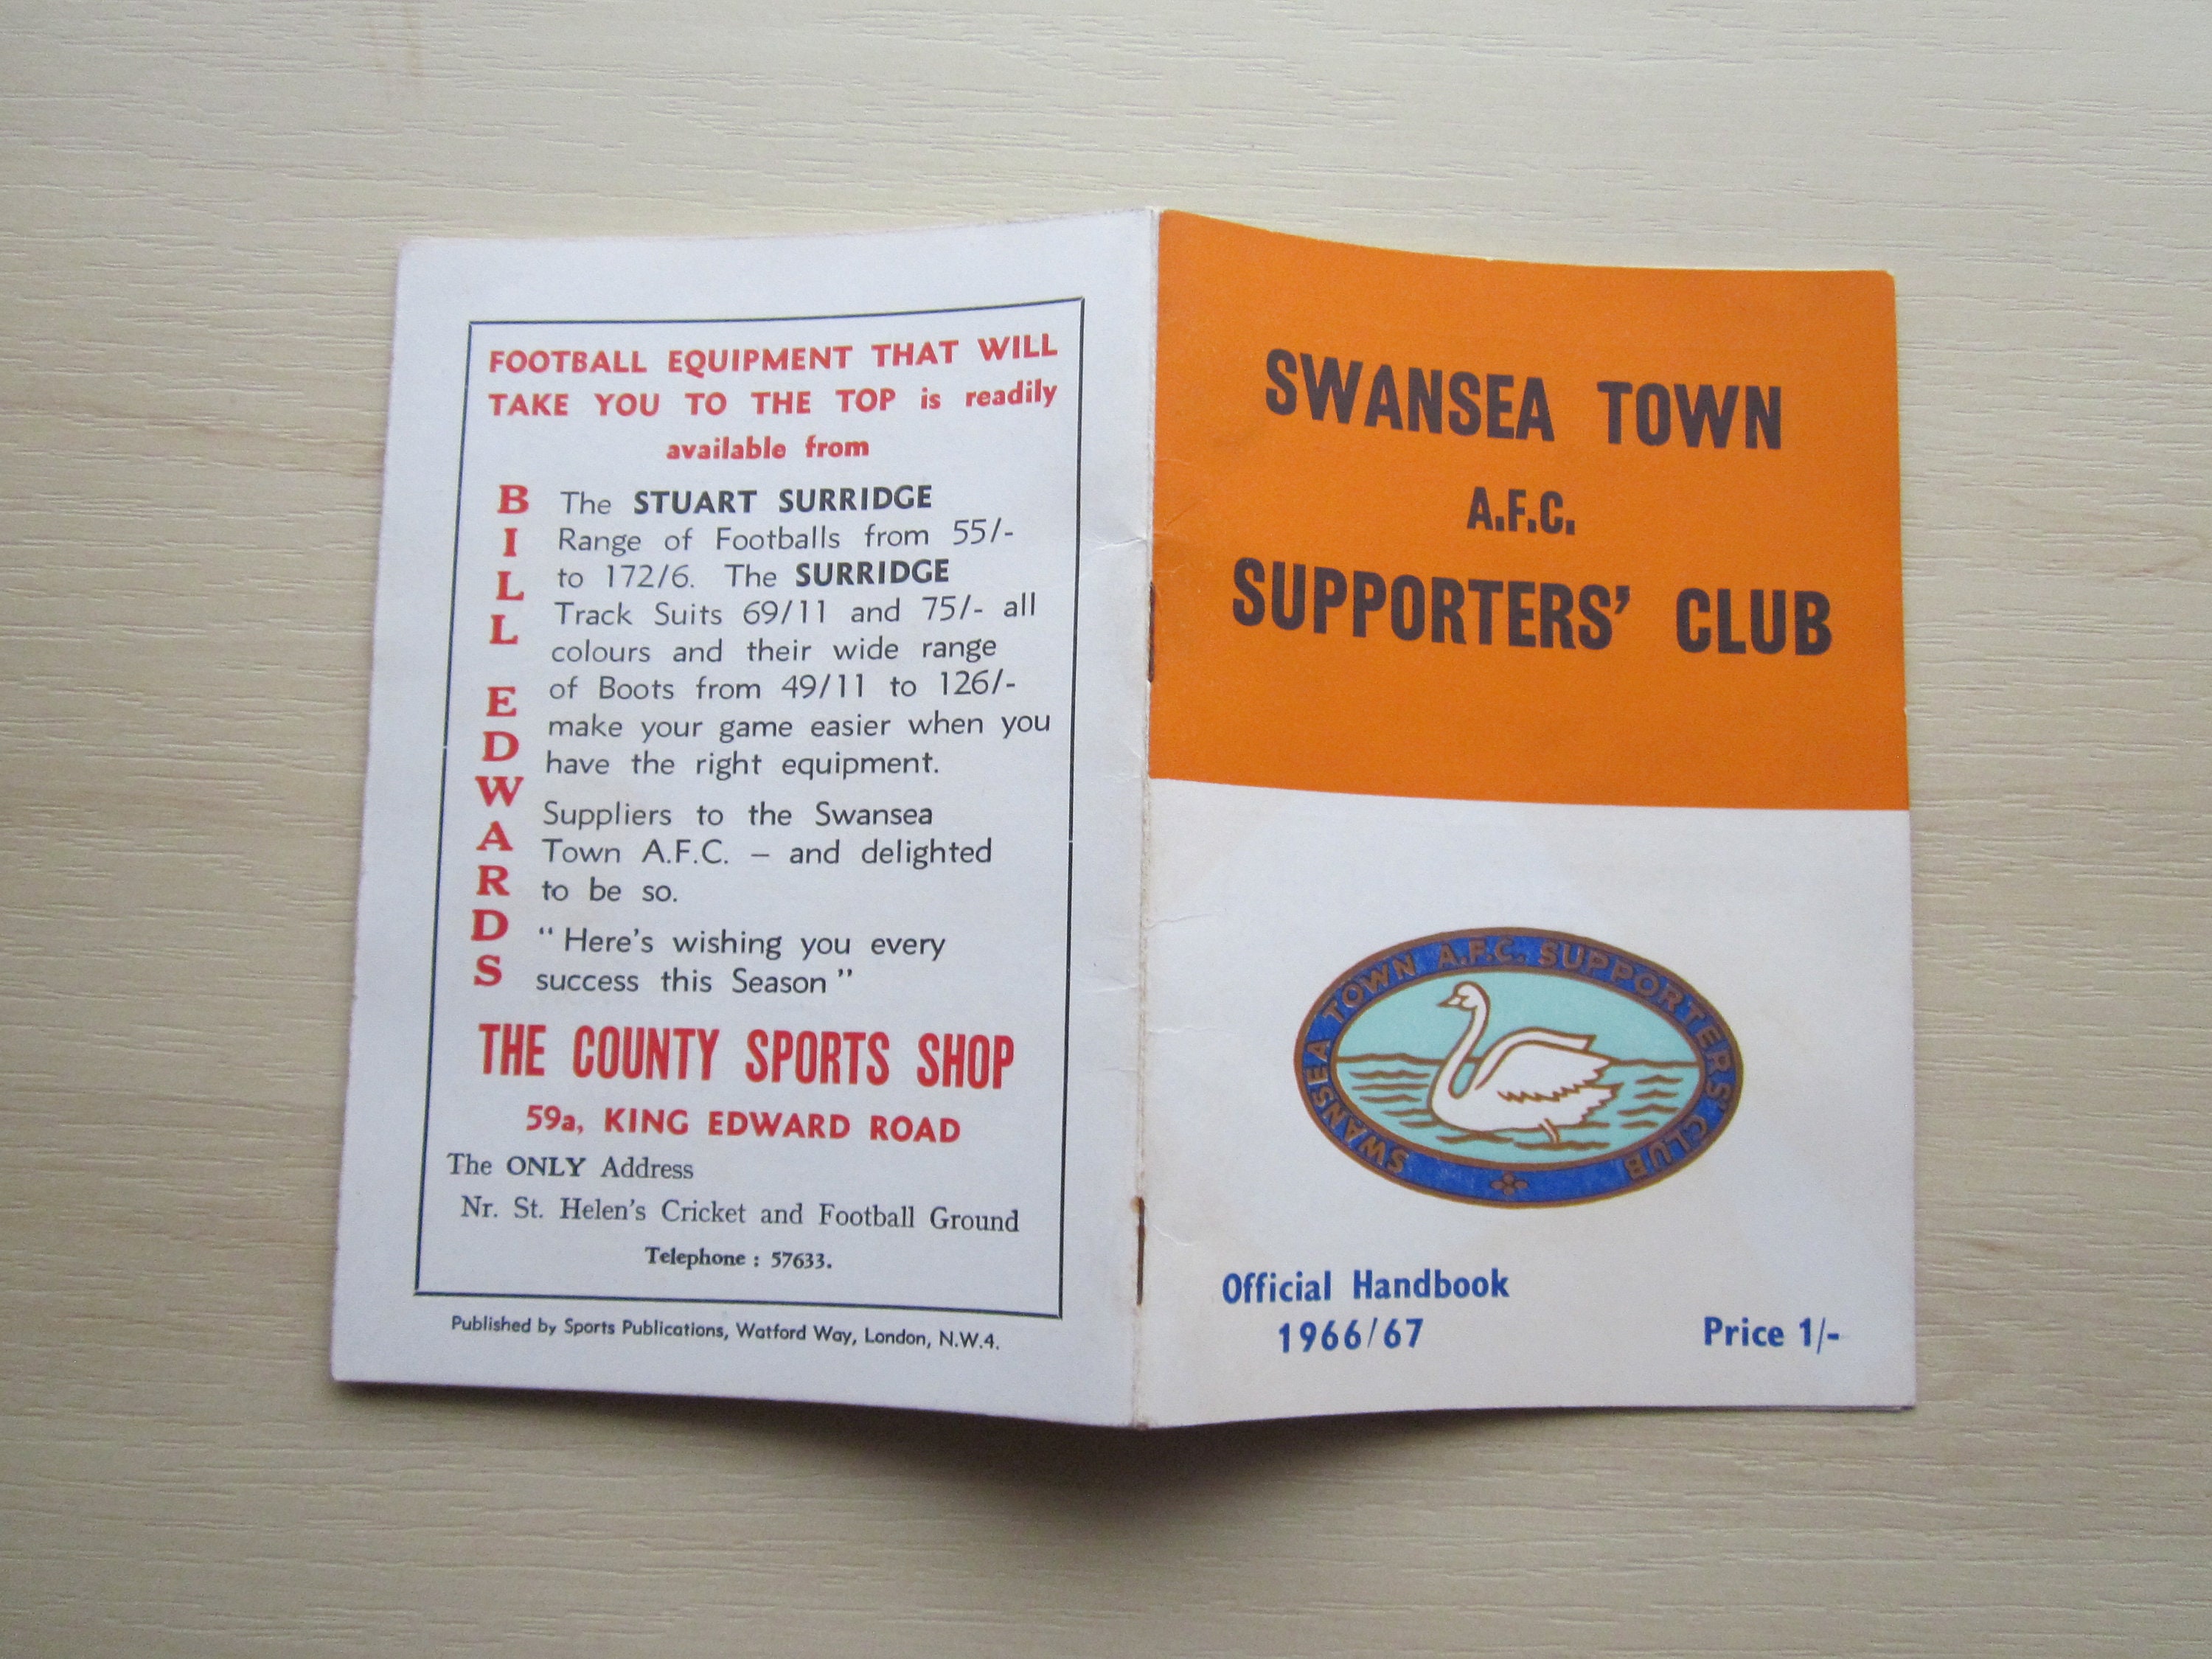 FOOTBALL EQUIPMENT THAT WILL
TAKE YOU TO THE TOP is readily
available from
BILL EDWARDS
The STUART SURRIDGE
Range of Footballs from 55/-
to 172/6. The SURRIDGE
Track Suits 69/11 and 75/- all
colours and their wide range
of Boots from 49/11 to 126/-
make your game easier when you
have the right equipment.
Suppliers to the Swansea
Town A.F.C. – and delighted
to be so.
“Here's wishing you every
success this Season”
THE COUNTY SPORTS SHOP
59a, KING EDWARD ROAD
The ONLY Address
Nr. St. Helen's Cricket and Football Ground
Telephone : 57633.
Published by Sports Publications, Watford Way, London, N.W.4.
SWANSEA TOWN
A.F.C.
SUPPORTERS' CLUB
SWANSEA TOWN A.F.C. SUPPORTERS' CLUB
Official Handbook
1966/67
Price 1/-